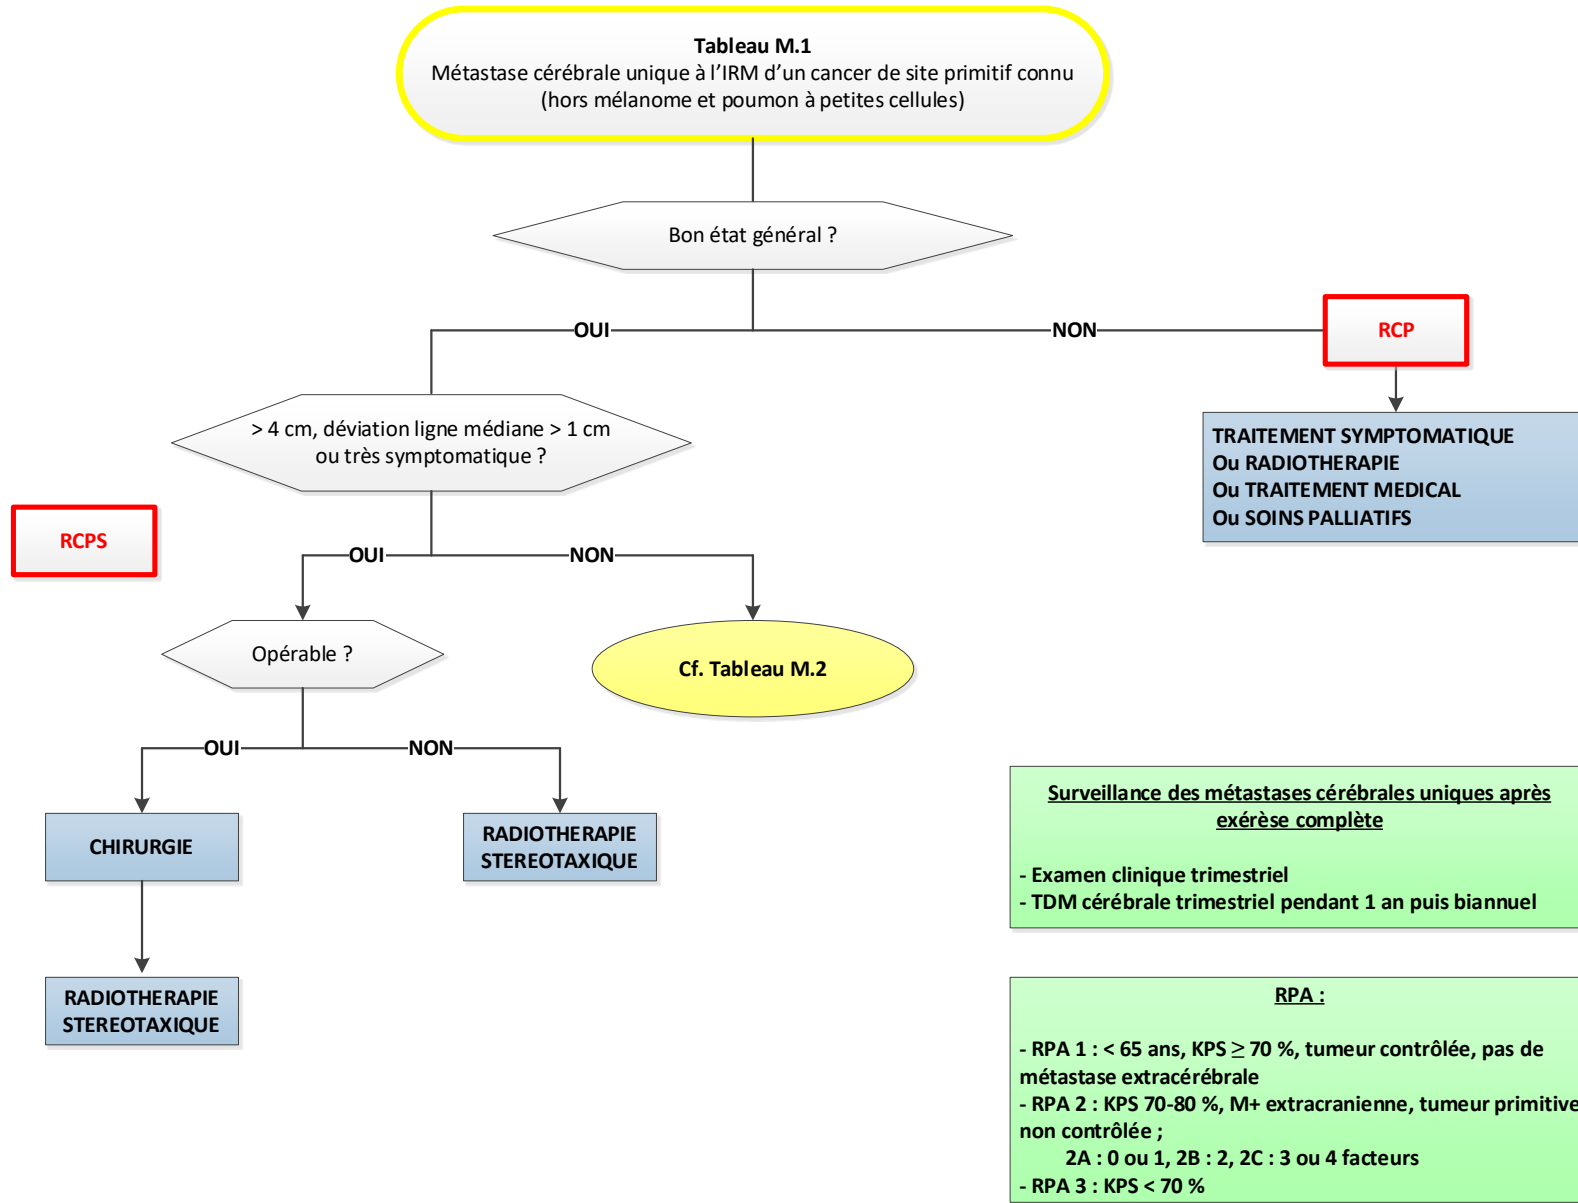 Tableau M.1
Métastase cérébrale unique à l'IRM d'un cancer de site primitif connu
(hors mélanome et poumon à petites cellules)
Bon état général ?
OUI
NON
RCP
> 4 cm, déviation ligne médiane > 1 cm
ou très symptomatique ?
TRAITEMENT SYMPTOMATIQUE
Ou RADIOTHERAPIE
Ou TRAITEMENT MEDICAL
Ou SOINS PALLIATIFS
RCPS
OUI
NON
Opérable ?
Cf. Tableau M.2
OUI
NON
CHIRURGIE
RADIOTHERAPIE
STEREOTAXIQUE
RADIOTHERAPIE
STEREOTAXIQUE
Surveillance des métastases cérébrales uniques après
exérèse complète
- Examen clinique trimestriel
- TDM cérébrale trimestriel pendant 1 an puis biannuel
RPA :
- RPA 1 : < 65 ans, KPS ≥ 70 %, tumeur contrôlée, pas de
métastase extracérébrale
- RPA 2 : KPS 70-80 %, M+ extracranienne, tumeur primitive
non contrôlée ;
2A : 0 ou 1, 2B : 2, 2C : 3 ou 4 facteurs
- RPA 3 : KPS < 70 %